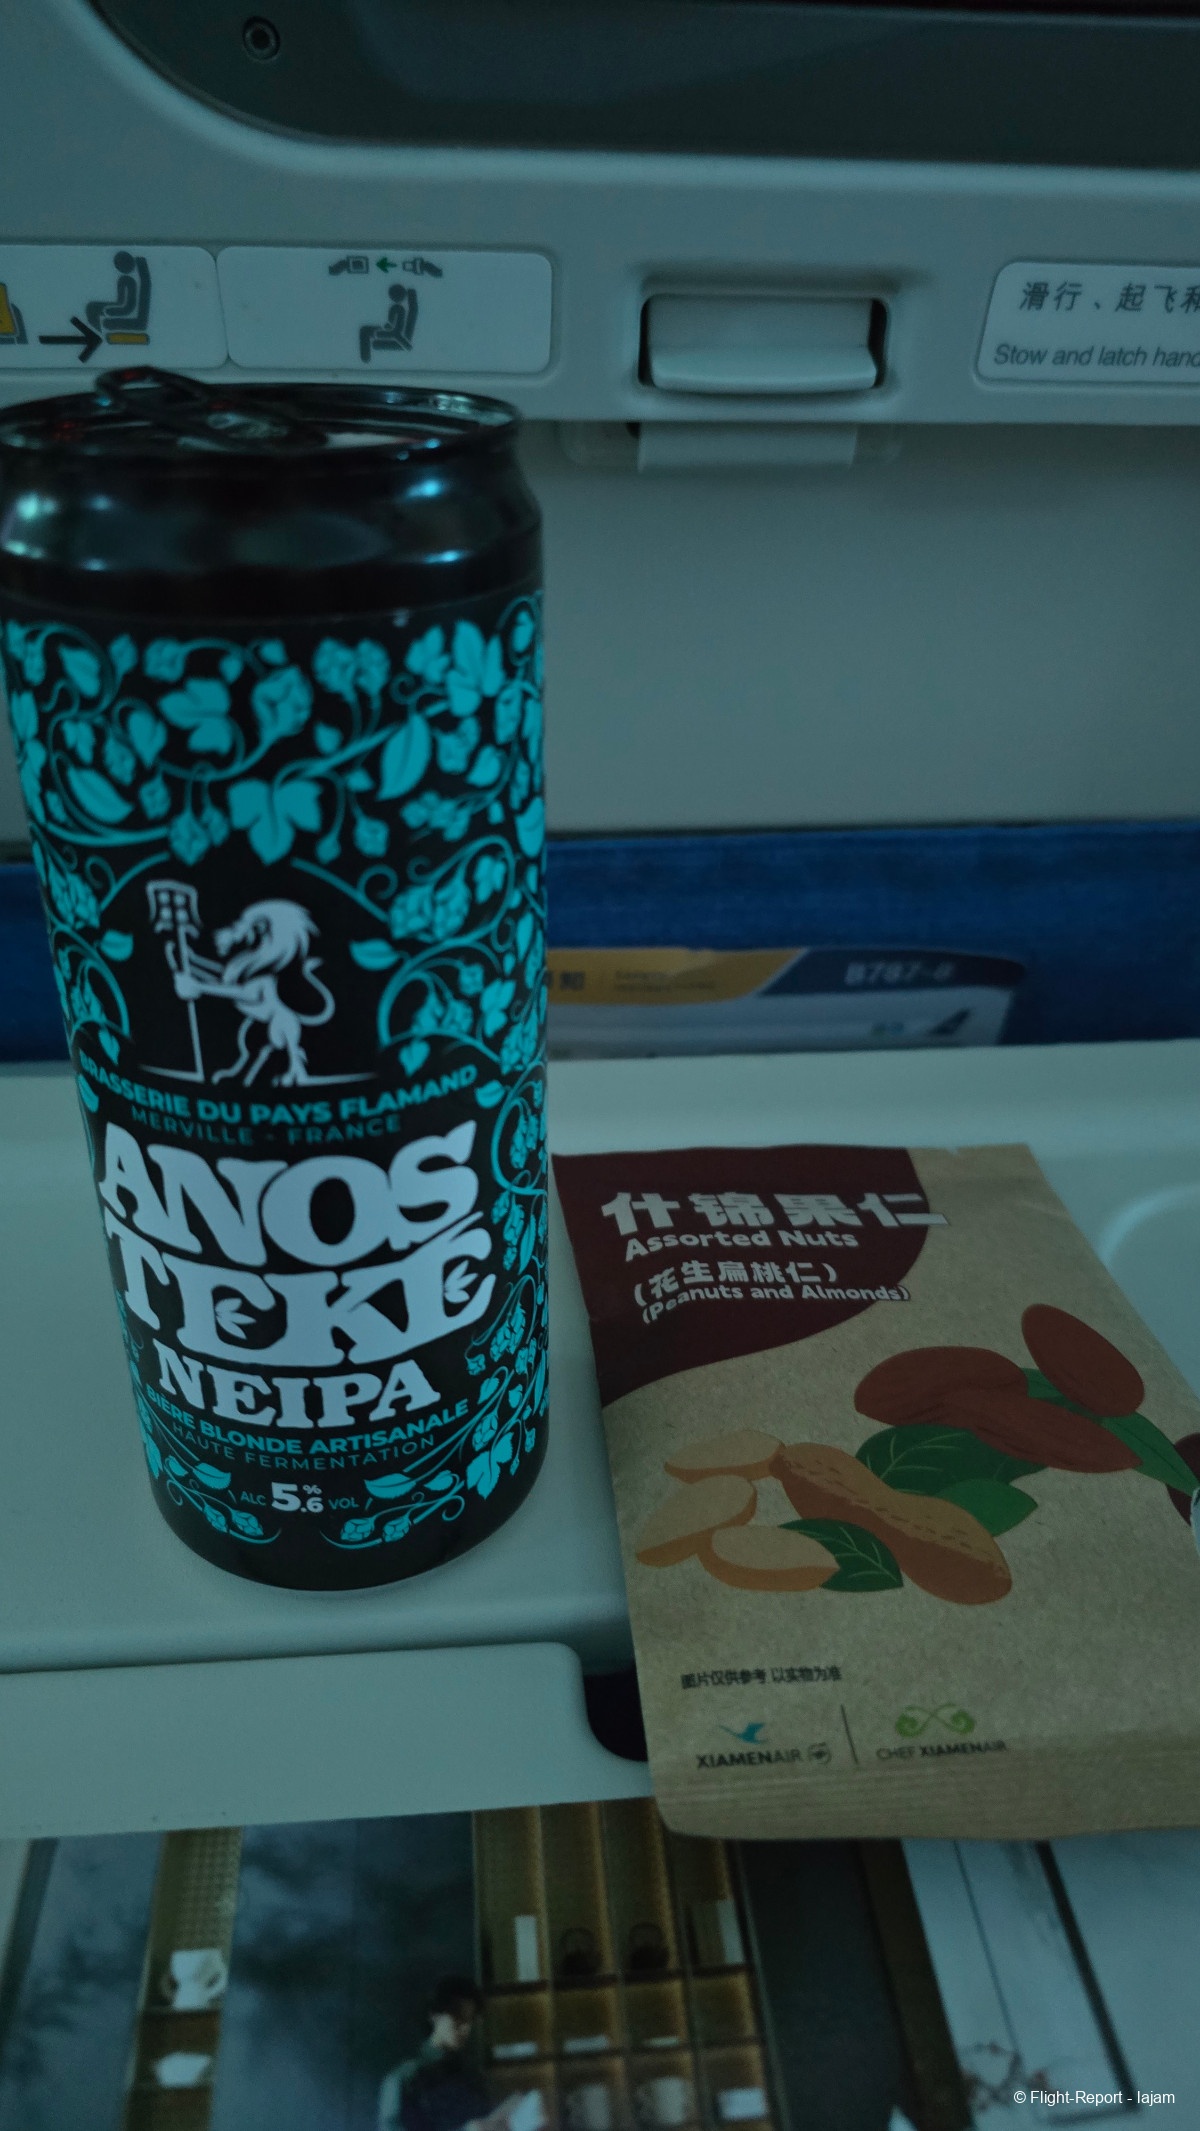 滑行、起飞和
Stow and latch hand
B787-8
BRASSERIE DU PAYS FLAMAND
MERVILLE - FRANCE
ANOS
TEKE
NEIPA
BIÈRE BLONDE ARTISANALE
HAUTE FERMENTATION
ALC 5.6% VOL
什锦果仁
Assorted Nuts
(花生扁桃仁)
(Peanuts and Almonds)
图片仅供参考 以实物为准
XIAMENAIR
CHEF XIAMENAIR
© Flight-Report - lajam